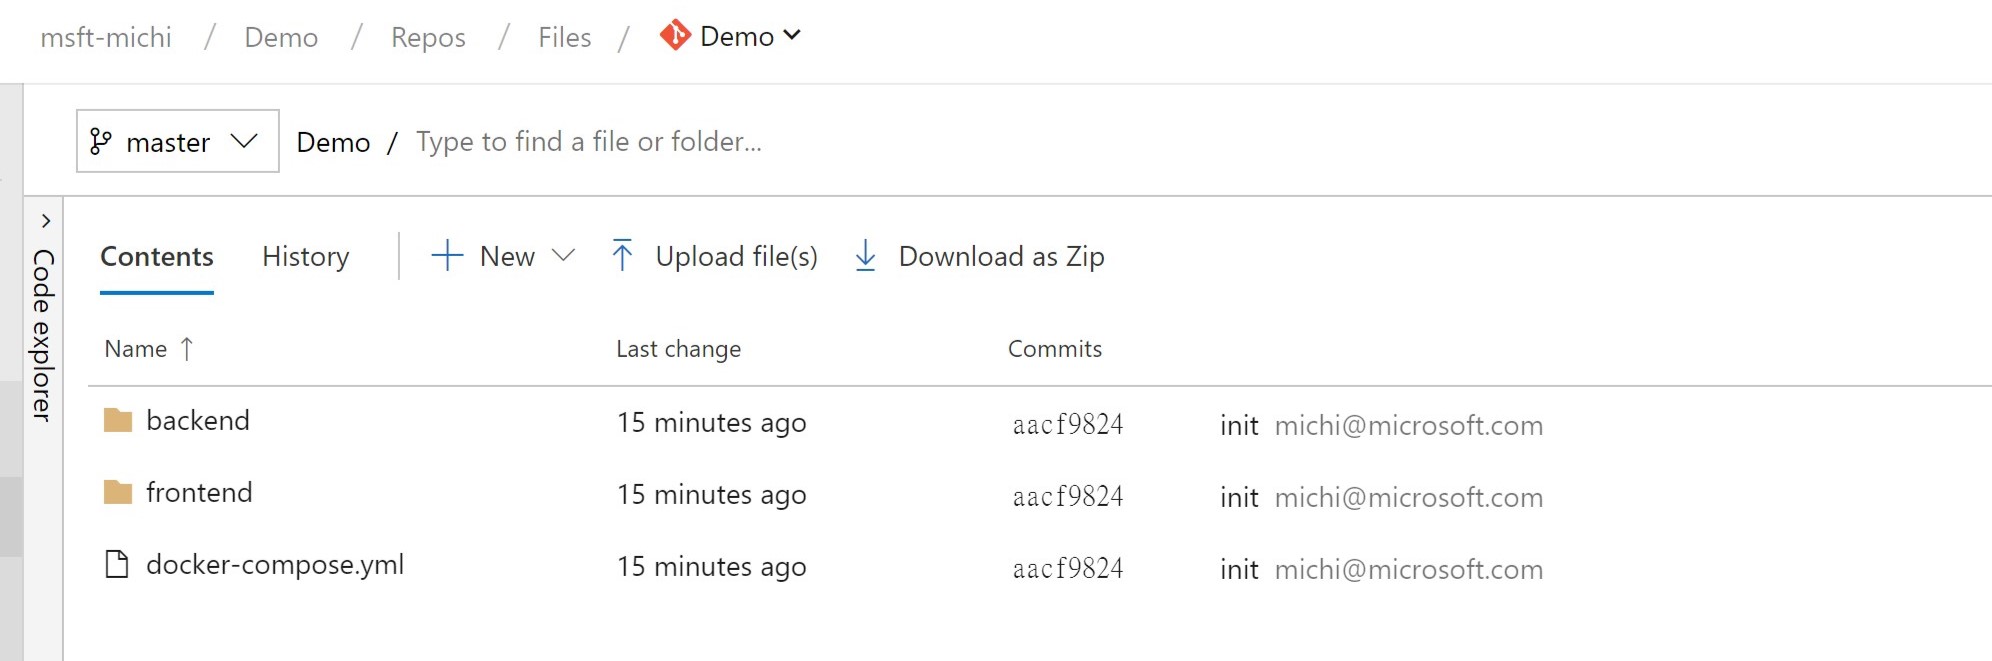 msft-michi / Demo / Repos / Files / Demo
master Demo / Type to find a file or folder...
Code explorer
Contents History New Upload file(s) Download as Zip
Name ↑ Last change Commits
backend 15 minutes ago aacf9824 init michi@microsoft.com
frontend 15 minutes ago aacf9824 init michi@microsoft.com
docker-compose.yml 15 minutes ago aacf9824 init michi@microsoft.com